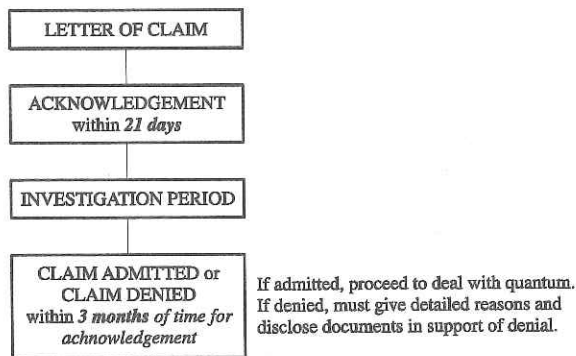 LETTER OF CLAIM
ACKNOWLEDGEMENT
within 21 days
INVESTIGATION PERIOD
CLAIM ADMITTED or
CLAIM DENIED
within 3 months of time for
achnowledgement
If admitted, proceed to deal with quantum.
If denied, must give detailed reasons and
disclose documents in support of denial.